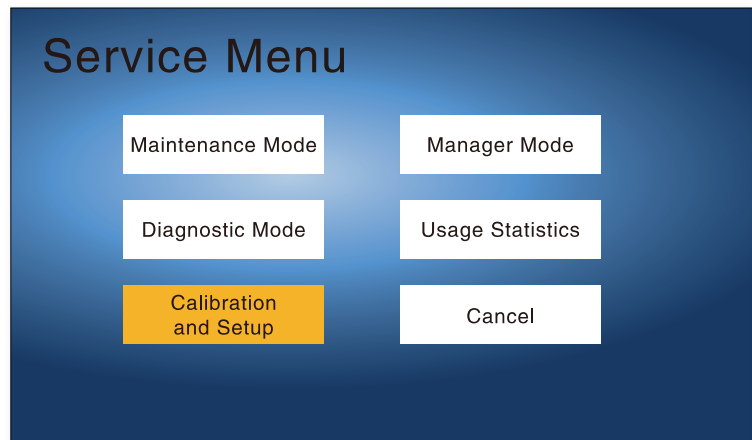 Service Menu
Maintenance Mode
Manager Mode
Diagnostic Mode
Usage Statistics
Calibration
and Setup
Cancel